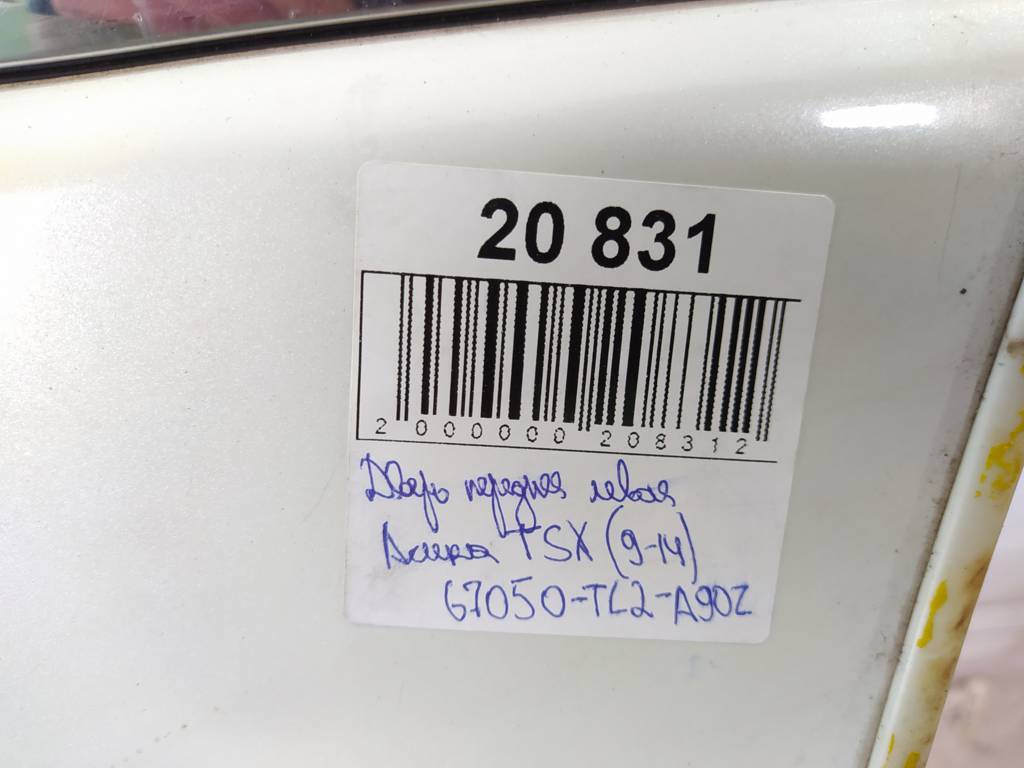 20 831
2 000000 208312
Дверь передняя левая
Акура TSX (9-14)
67050-TL2-A90Z